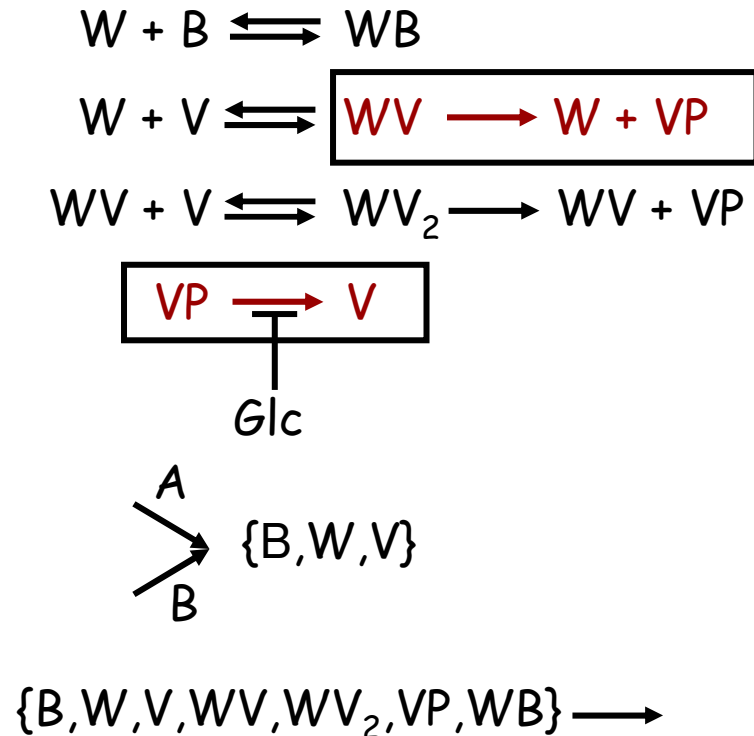 W + B ⇌ WB
W + V ⇌ WV → W + VP
WV + V ⇌ WV₂ → WV + VP
VP → V
Glc
A
{B,W,V}
B
{B,W,V,WV,WV₂,VP,WB} →